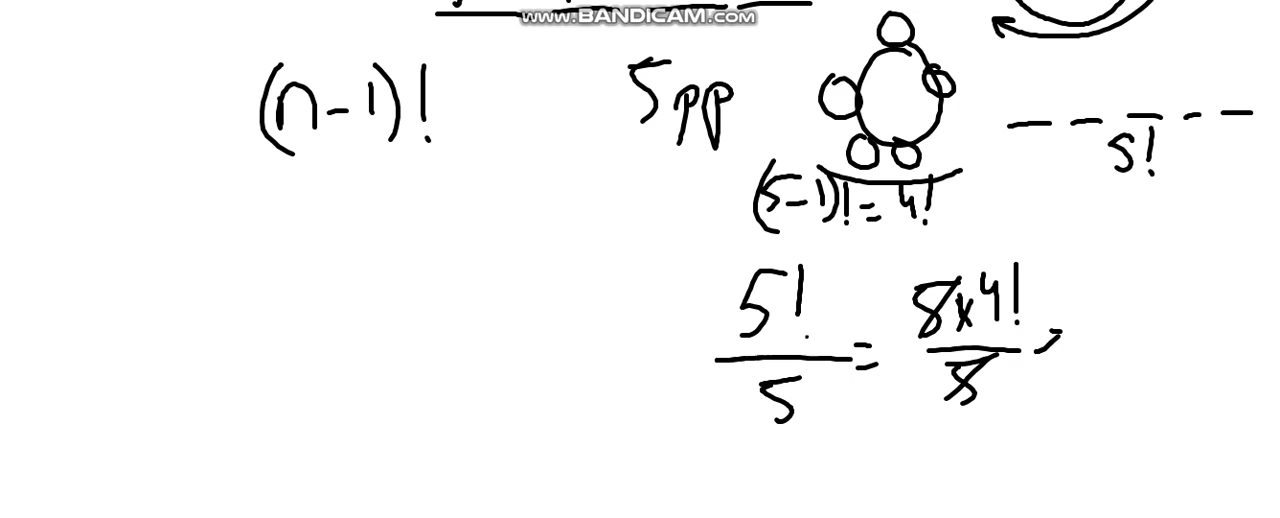 www.BANDICAM.com
(n-1)! 5pp
5!
(5-1)! = 4!
5!/5 = 5x4!/5